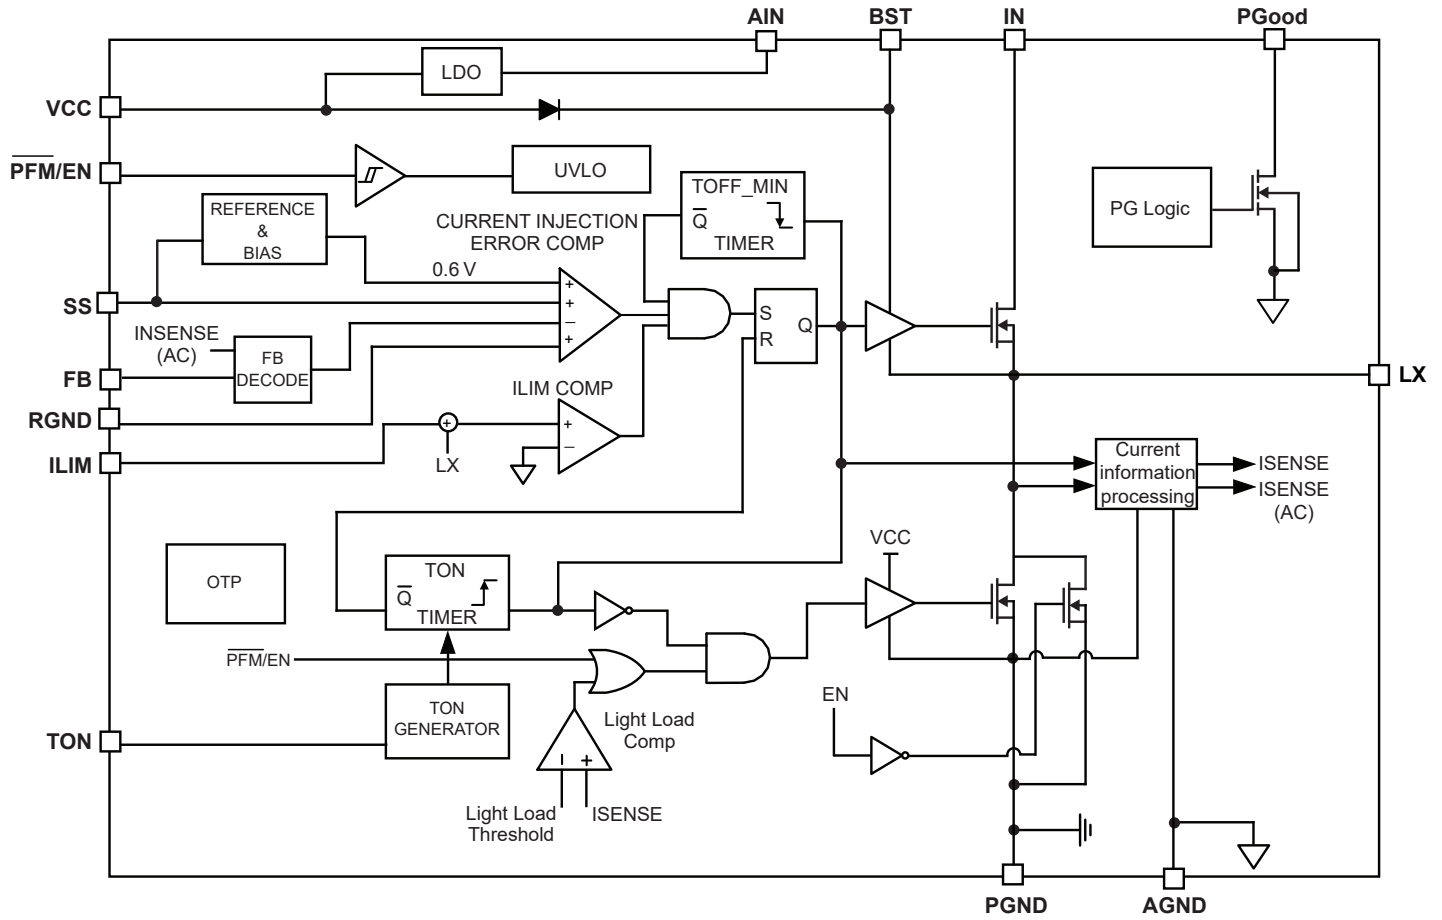 AIN
BST
IN
PGood
LDO
VCC
PFM/EN
UVLO
TOFF_MIN
Q
TIMER
REFERENCE
&
BIAS
CURRENT INJECTION
ERROR COMP
PG Logic
0.6 V
+
+
–
+
SS
S
R
Q
INSENSE
(AC)
FB
DECODE
FB
LX
ILIM COMP
RGND
+
+
–
LX
ILIM
Current
information
processing
ISENSE
ISENSE
(AC)
VCC
OTP
TON
Q
TIMER
PFM/EN
TON
GENERATOR
EN
Light Load
Comp
TON
–
+
Light Load
Threshold
ISENSE
PGND
AGND